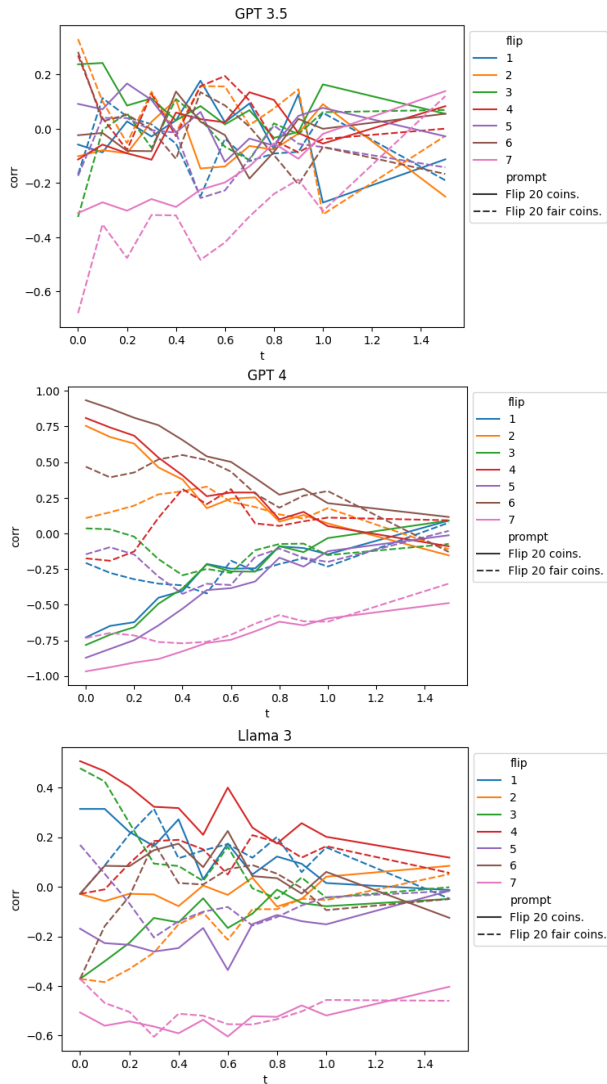 GPT 3.5
0.2
0.0
−0.2
−0.4
−0.6
corr
0.0 0.2 0.4 0.6 0.8 1.0 1.2 1.4
t
flip
1
2
3
4
5
6
7
prompt
Flip 20 coins.
Flip 20 fair coins.
GPT 4
1.00
0.75
0.50
0.25
0.00
−0.25
−0.50
−0.75
−1.00
corr
0.0 0.2 0.4 0.6 0.8 1.0 1.2 1.4
t
flip
1
2
3
4
5
6
7
prompt
Flip 20 coins.
Flip 20 fair coins.
Llama 3
0.4
0.2
0.0
−0.2
−0.4
−0.6
corr
0.0 0.2 0.4 0.6 0.8 1.0 1.2 1.4
t
flip
1
2
3
4
5
6
7
prompt
Flip 20 coins.
Flip 20 fair coins.